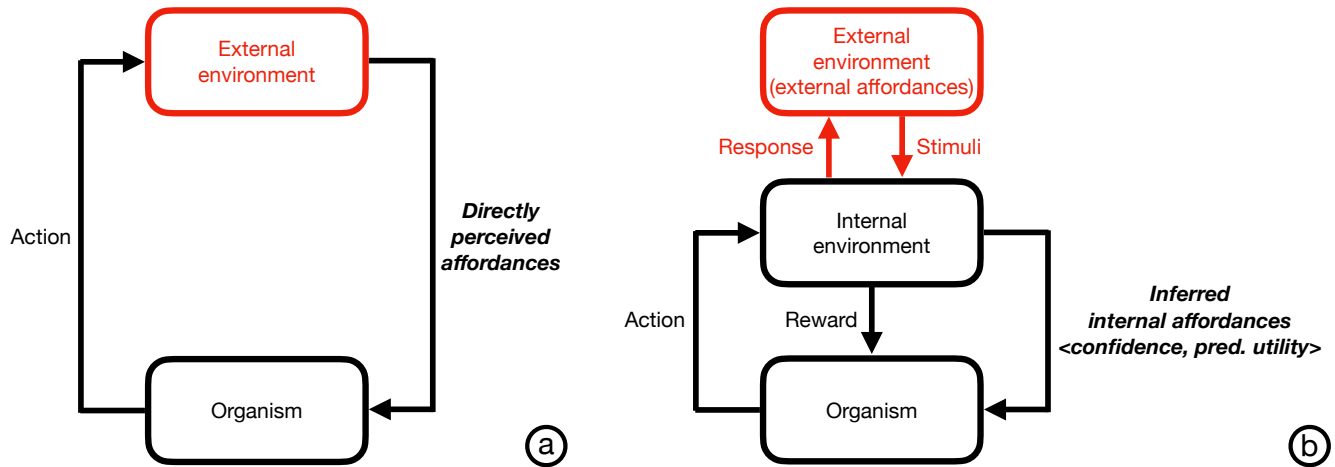 External
environment
Action
Directly
perceived
affordances
Organism
a
External
environment
(external affordances)
Response
Stimuli
Internal
environment
Action
Reward
Inferred
internal affordances
<confidence, pred. utility>
Organism
b